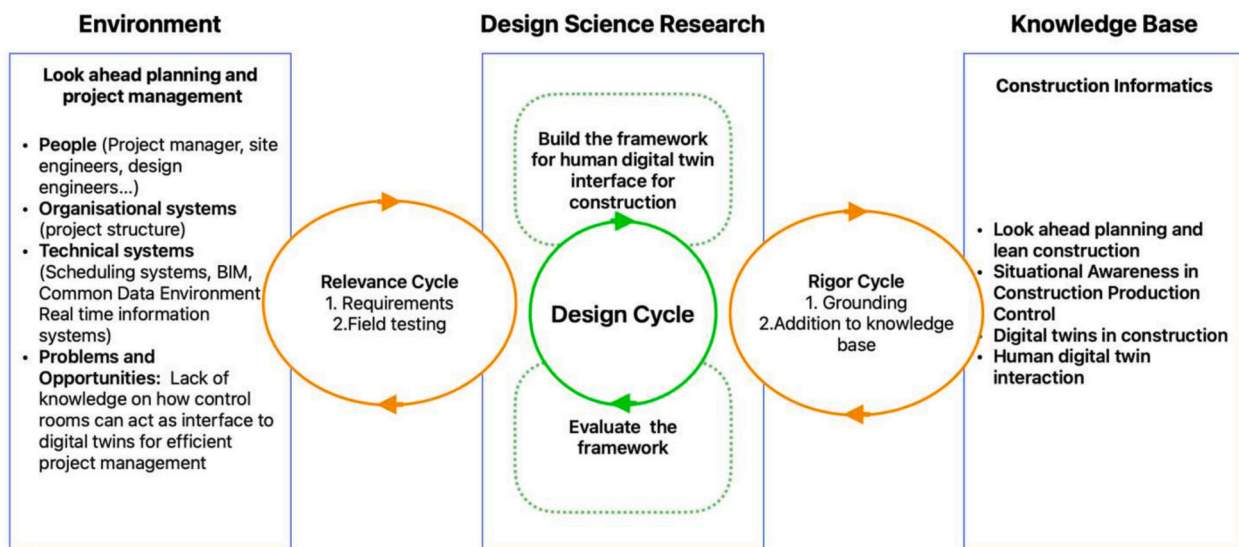 Environment
Look ahead planning and
project management
• People (Project manager, site
engineers, design
engineers...)
• Organisational systems
(project structure)
• Technical systems
(Scheduling systems, BIM,
Common Data Environment
Real time information
systems)
• Problems and
Opportunities: Lack of
knowledge on how control
rooms can act as interface to
digital twins for efficient
project management
Relevance Cycle
1. Requirements
2.Field testing
Design Science Research
Build the framework
for human digital twin
interface for
construction
Design Cycle
Evaluate the
framework
Rigor Cycle
1. Grounding
2.Addition to knowledge
base
Knowledge Base
Construction Informatics
• Look ahead planning and
lean construction
• Situational Awareness in
Construction Production
Control
• Digital twins in construction
• Human digital twin
interaction